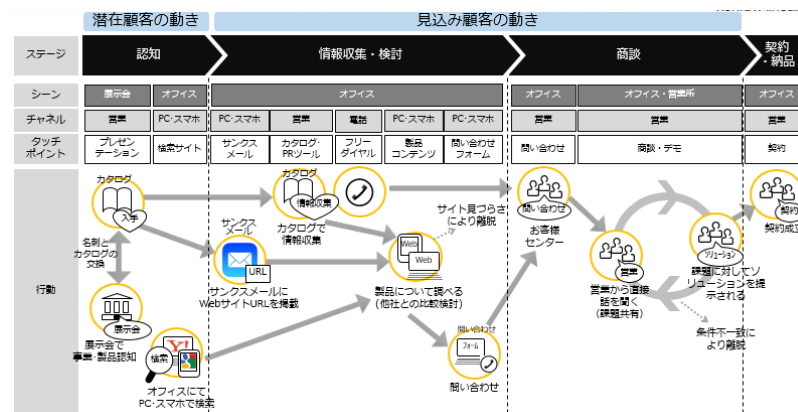 潜在顧客の動き
見込み顧客の動き
ステージ
認知
情報収集・検討
商談
契約
・納品
シーン
展示会
オフィス
オフィス
オフィス
オフィス・営業所
オフィス
チャネル
営業
PC・スマホ
PC・スマホ
営業
電話
PC・スマホ
PC・スマホ
営業
営業
営業
タッチ
ポイント
プレゼン
テーション
検索サイト
サンクス
メール
カタログ・
PRツール
フリー
ダイヤル
製品
コンテンツ
問い合わせ
フォーム
問い合わせ
商談・デモ
契約
行動
カタログ
入手
名刺と
カタログの
交換
展示会
展示会で
事業・製品認知
検索
Y!
オフィスにて
PC・スマホで検索
サンクス
メール
URL
サンクスメールに
WebサイトURLを掲載
カタログ
情報収集
カタログで
情報収集
Web
Web
製品について調べる
(他社との比較検討)
サイト見づらさ
により離脱
問い合わせ
フォーム
問い合わせ
問い合わせ
お客様
センター
営業
営業から直接
話を聞く
(課題共有)
ソリューション
課題に対してソ
リューションを提
示される
条件不一致に
より離脱
契約
契約成立